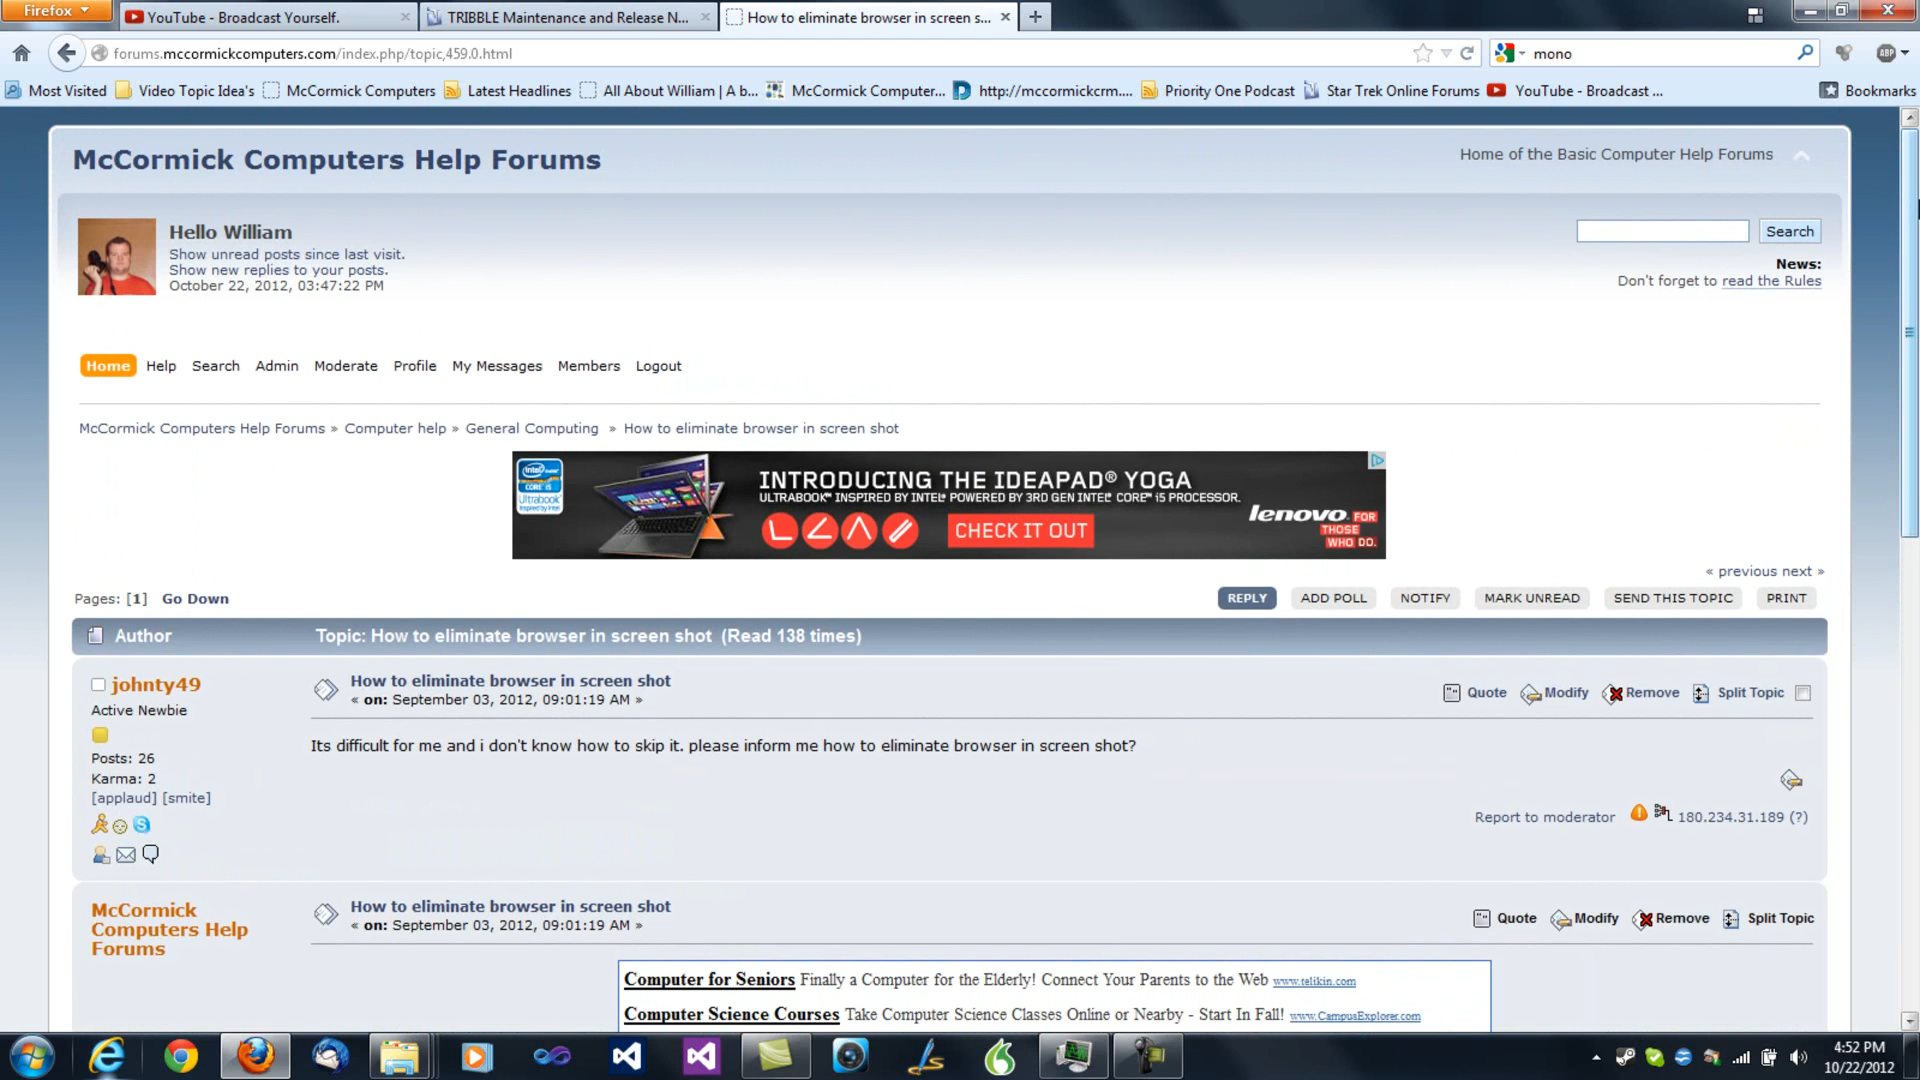 Firefox
YouTube - Broadcast Yourself.
TRIBBLE Maintenance and Release N...
How to eliminate browser in screen s...
forums.mccormickcomputers.com/index.php/topic,459.0.html
mono
ABP
Most Visited
Video Topic Idea's
McCormick Computers
Latest Headlines
All About William | A b...
McCormick Computer...
http://mccormickcrm....
Priority One Podcast
Star Trek Online Forums
YouTube - Broadcast ...
Bookmarks
McCormick Computers Help Forums
Home of the Basic Computer Help Forums
Hello William
Show unread posts since last visit.
Show new replies to your posts.
October 22, 2012, 03:47:22 PM
Search
News:
Don't forget to read the Rules
Home Help Search Admin Moderate Profile My Messages Members Logout
McCormick Computers Help Forums » Computer help » General Computing » How to eliminate browser in screen shot
INTRODUCING THE IDEAPAD® YOGA
ULTRABOOK™ INSPIRED BY INTEL® POWERED BY 3RD GEN INTEL® CORE™ i5 PROCESSOR.
CHECK IT OUT
lenovo FOR THOSE WHO DO.
« previous next »
Pages: [1] Go Down
REPLY ADD POLL NOTIFY MARK UNREAD SEND THIS TOPIC PRINT
Author
Topic: How to eliminate browser in screen shot (Read 138 times)
johnty49
Active Newbie
Posts: 26
Karma: 2
[applaud] [smite]
How to eliminate browser in screen shot
« on: September 03, 2012, 09:01:19 AM »
Quote Modify Remove Split Topic
Its difficult for me and i don't know how to skip it. please inform me how to eliminate browser in screen shot?
Report to moderator 180.234.31.189 (?)
McCormick
Computers Help
Forums
How to eliminate browser in screen shot
« on: September 03, 2012, 09:01:19 AM »
Quote Modify Remove Split Topic
Computer for Seniors Finally a Computer for the Elderly! Connect Your Parents to the Web www.telikin.com
Computer Science Courses Take Computer Science Classes Online or Nearby - Start In Fall! www.CampusExplorer.com
4:52 PM
10/22/2012